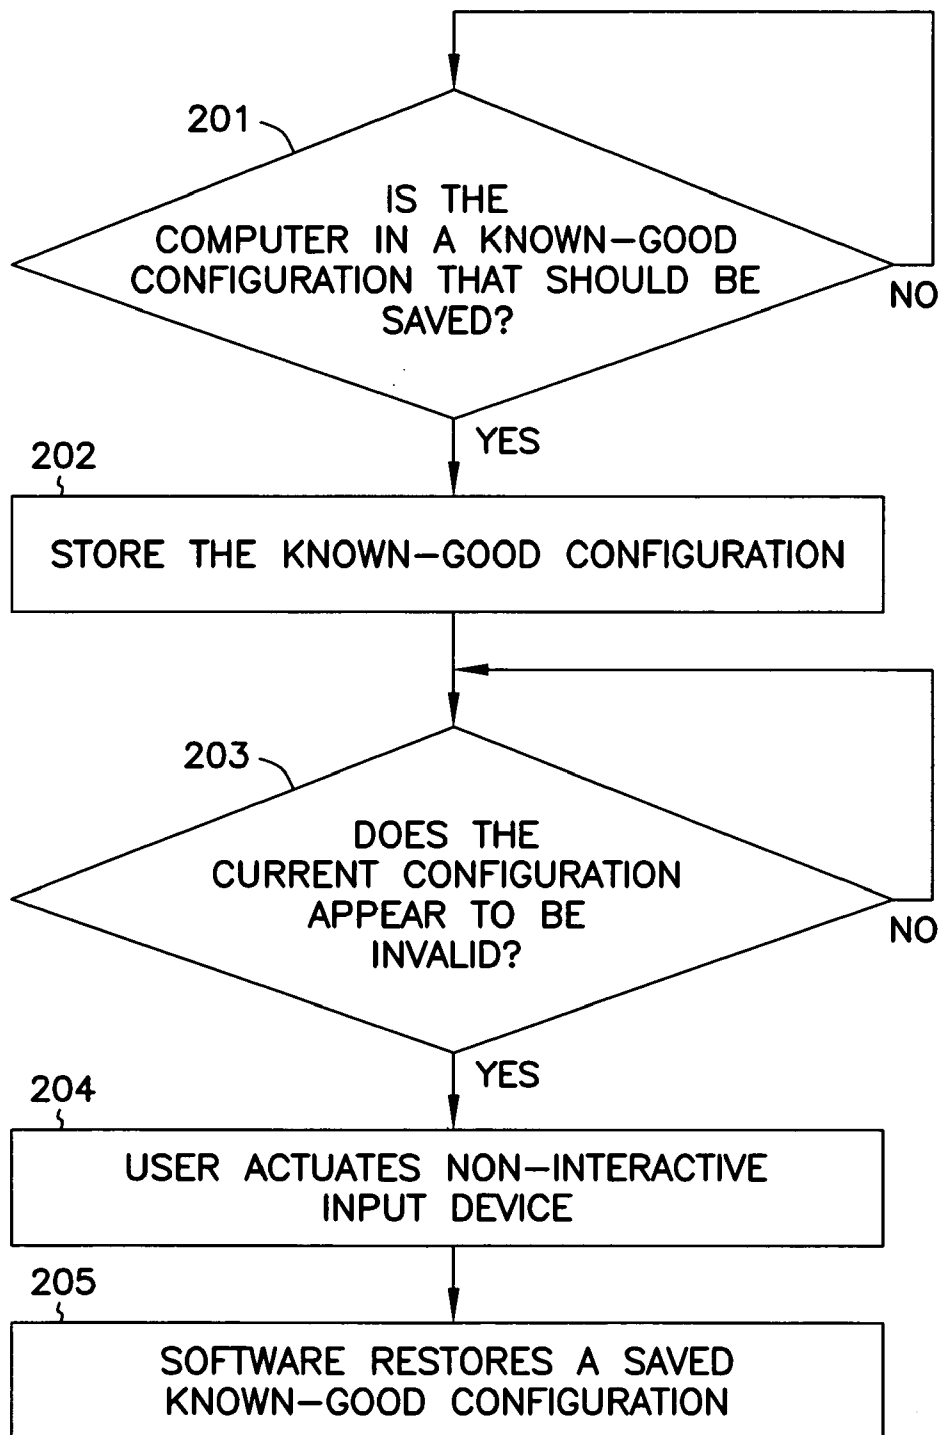 201
IS THE
COMPUTER IN A KNOWN-GOOD
CONFIGURATION THAT SHOULD BE
SAVED?
NO
YES
202
STORE THE KNOWN-GOOD CONFIGURATION
203
DOES THE
CURRENT CONFIGURATION
APPEAR TO BE
INVALID?
NO
YES
204
USER ACTUATES NON-INTERACTIVE
INPUT DEVICE
205
SOFTWARE RESTORES A SAVED
KNOWN-GOOD CONFIGURATION